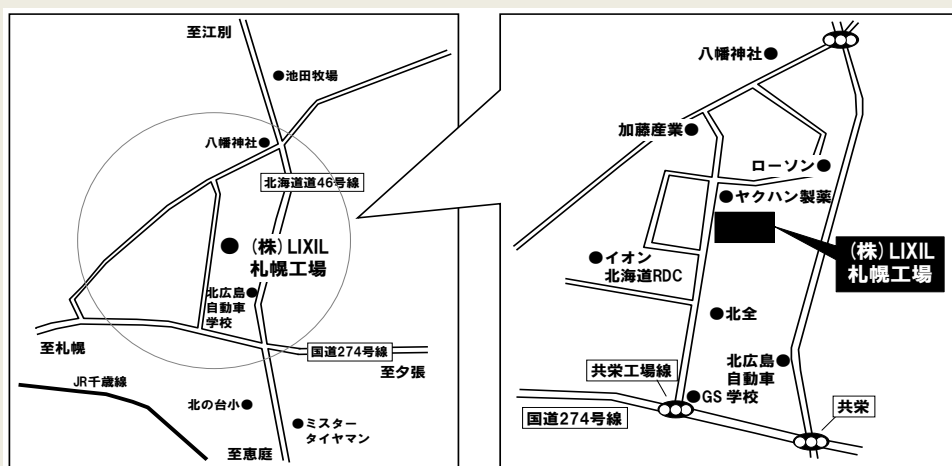 至江別
池田牧場
八幡神社
北海道道46号線
(株)LIXIL
札幌工場
北広島
自動車
学校
至札幌
国道274号線
至夕張
JR千歳線
北の台小
ミスター
タイヤマン
至恵庭
八幡神社
加藤産業
ローソン
ヤクハン製薬
(株)LIXIL
札幌工場
イオン
北海道RDC
北全
共栄工場線
北広島
自動車
学校
GS
共栄
国道274号線